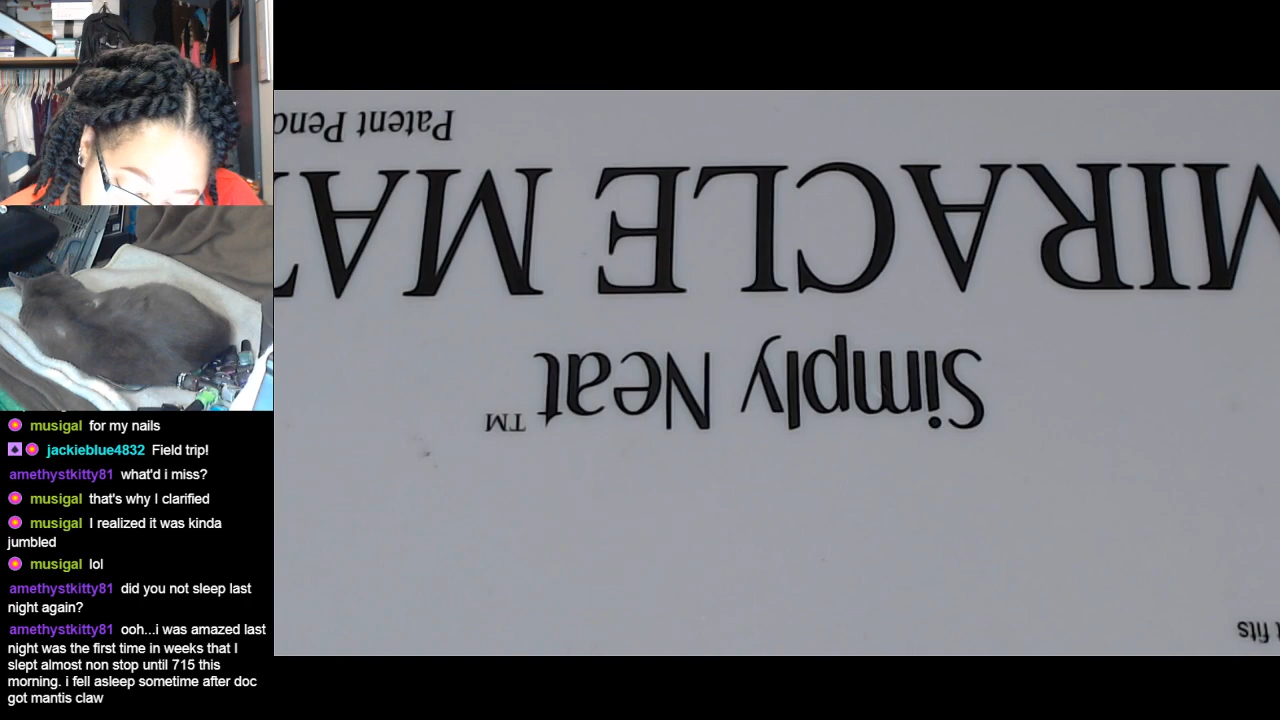 musigal for my nails
jackieblue4832 Field trip!
amethystkitty81 what'd i miss?
musigal that's why I clarified
musigal I realized it was kinda
jumbled
musigal lol
amethystkitty81 did you not sleep last
night again?
amethystkitty81 ooh...i was amazed last
night was the first time in weeks that I
slept almost non stop until 715 this
morning. i fell asleep sometime after doc
got mantis claw
fits
Simply Neat™
MIRACLE MA
Patent Pend